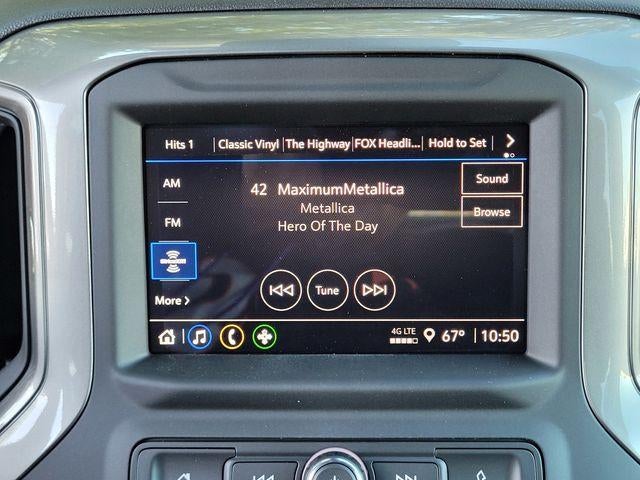 Hits 1 Classic Vinyl The Highway FOX Headli... Hold to Set
AM
42 MaximumMetallica
Sound
Metallica
FM
Hero Of The Day
Browse
SiriusXM
More
Tune
4G LTE
67° 10:50